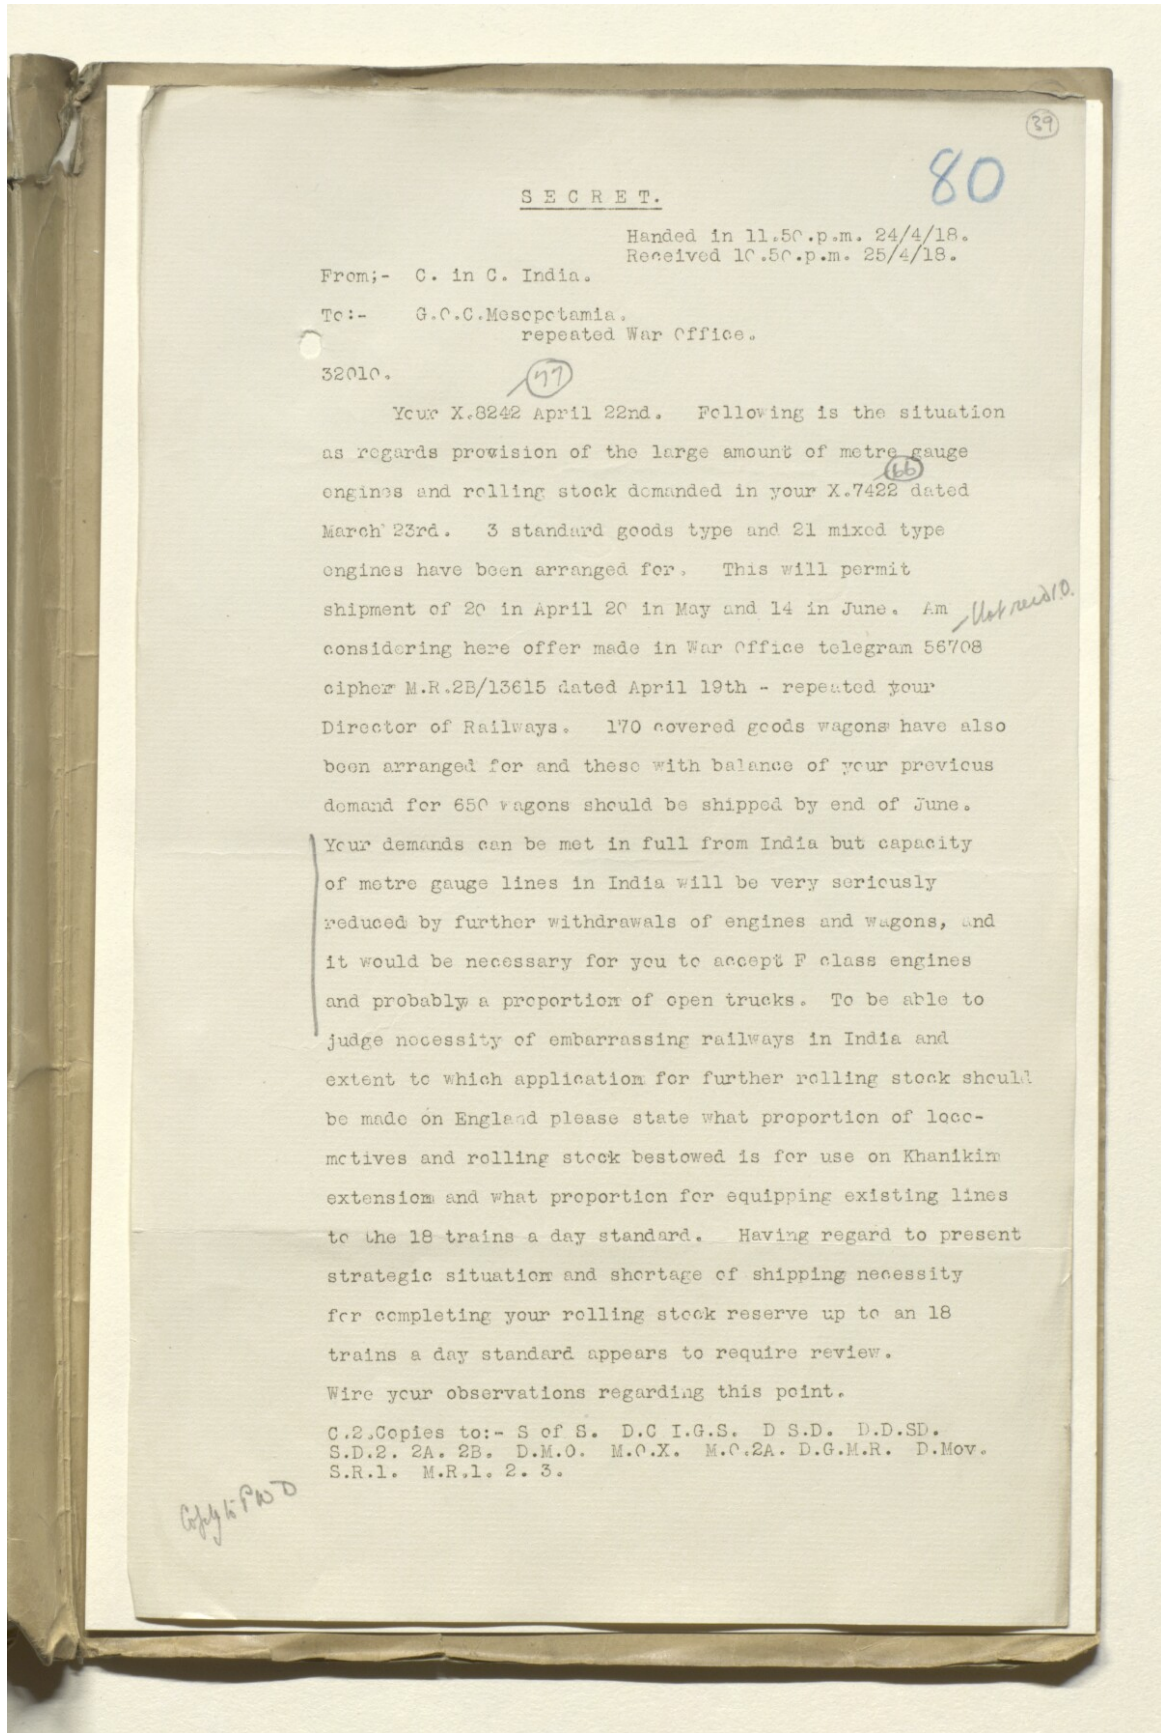 39
80
SECRET.
Handed in 11.50.p.m. 24/4/18.
Received 10.50.p.m. 25/4/18.
From;- C. in C. India.
To:- G.O.C.Mesopotamia.
repeated War Office.
32010.
77
Your X.8242 April 22nd. Following is the situation
as regards provision of the large amount of metre gauge
66
engines and rolling stock demanded in your X.7422 dated
March 23rd. 3 standard goods type and 21 mixed type
engines have been arranged for. This will permit
shipment of 20 in April 20 in May and 14 in June. Am
Not recd I.O.
considering here offer made in War Office telegram 56708
cipher M.R.2B/13615 dated April 19th - repeated your
Director of Railways. 170 covered goods wagons have also
been arranged for and these with balance of your previous
demand for 650 wagons should be shipped by end of June.
Your demands can be met in full from India but capacity
of metre gauge lines in India will be very seriously
reduced by further withdrawals of engines and wagons, and
it would be necessary for you to accept F class engines
and probably a proportion of open trucks. To be able to
judge necessity of embarrassing railways in India and
extent to which application for further rolling stock should
be made on England please state what proportion of loco-
motives and rolling stock bestowed is for use on Khanikin
extension and what proportion for equipping existing lines
to the 18 trains a day standard. Having regard to present
strategic situation and shortage of shipping necessity
for completing your rolling stock reserve up to an 18
trains a day standard appears to require review.
Wire your observations regarding this point.
C.2.Copies to:- S of S. D.C I.G.S. D S.D. D.D.SD.
S.D.2. 2A. 2B. D.M.O. M.O.X. M.O.2A. D.G.M.R. D.Mov.
S.R.1. M.R.1. 2. 3.
Copy to PWD